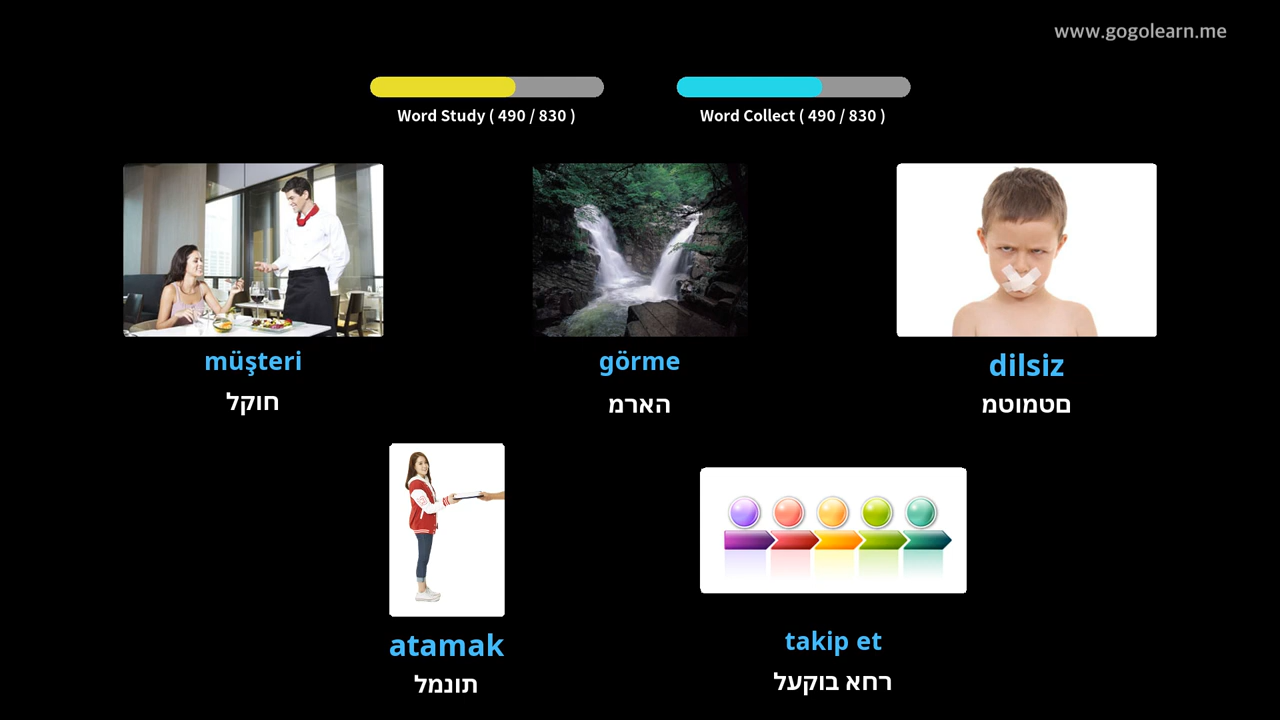 www.gogolearn.me
Word Study ( 490 / 830 )
Word Collect ( 490 / 830 )
müşteri
חוקל
görme
הארמ
dilsiz
םטמוטמ
atamak
תונמל
takip et
רחא בוקעל